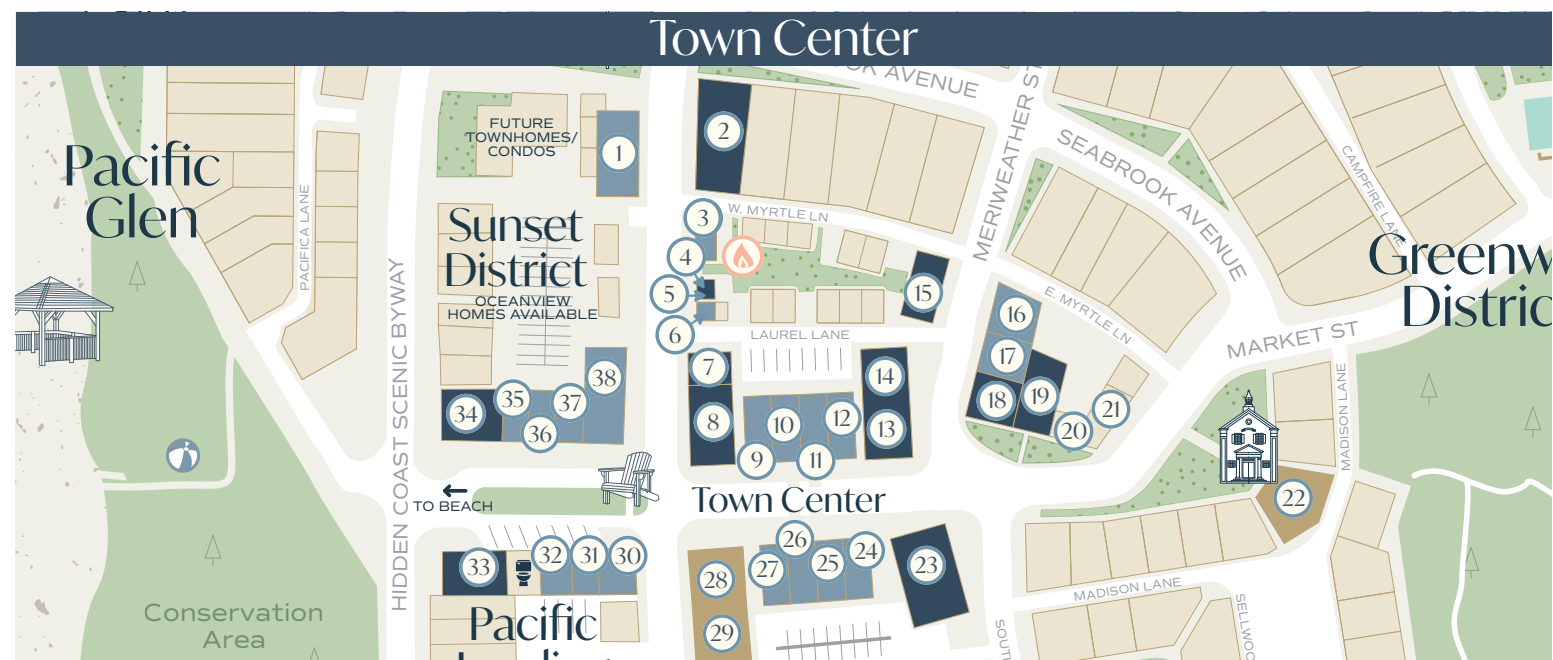 Town Center
OOK AVENUE
MERIWEATHER ST
SEABROOK AVENUE
CAMPFIRE LANE
FUTURE
TOWNHOMES/
CONDOS
1
2
Pacific
Glen
PACIFICA LANE
Sunset
District
OCEANVIEW
HOMES AVAILABLE
HIDDEN COAST SCENIC BYWAY
3
W. MYRTLE LN
4
5
6
15
LAUREL LANE
E. MYRTLE LN
MARKET ST
Greenw
Distric
16
17
18
19
20
21
MADISON LANE
22
7
8
9
10
11
12
13
14
34
35
36
37
38
TO BEACH
Town Center
33
32
31
30
28
29
27
26
25
24
23
MADISON LANE
SELLWOO
SOUTH
Conservation
Area
Pacific